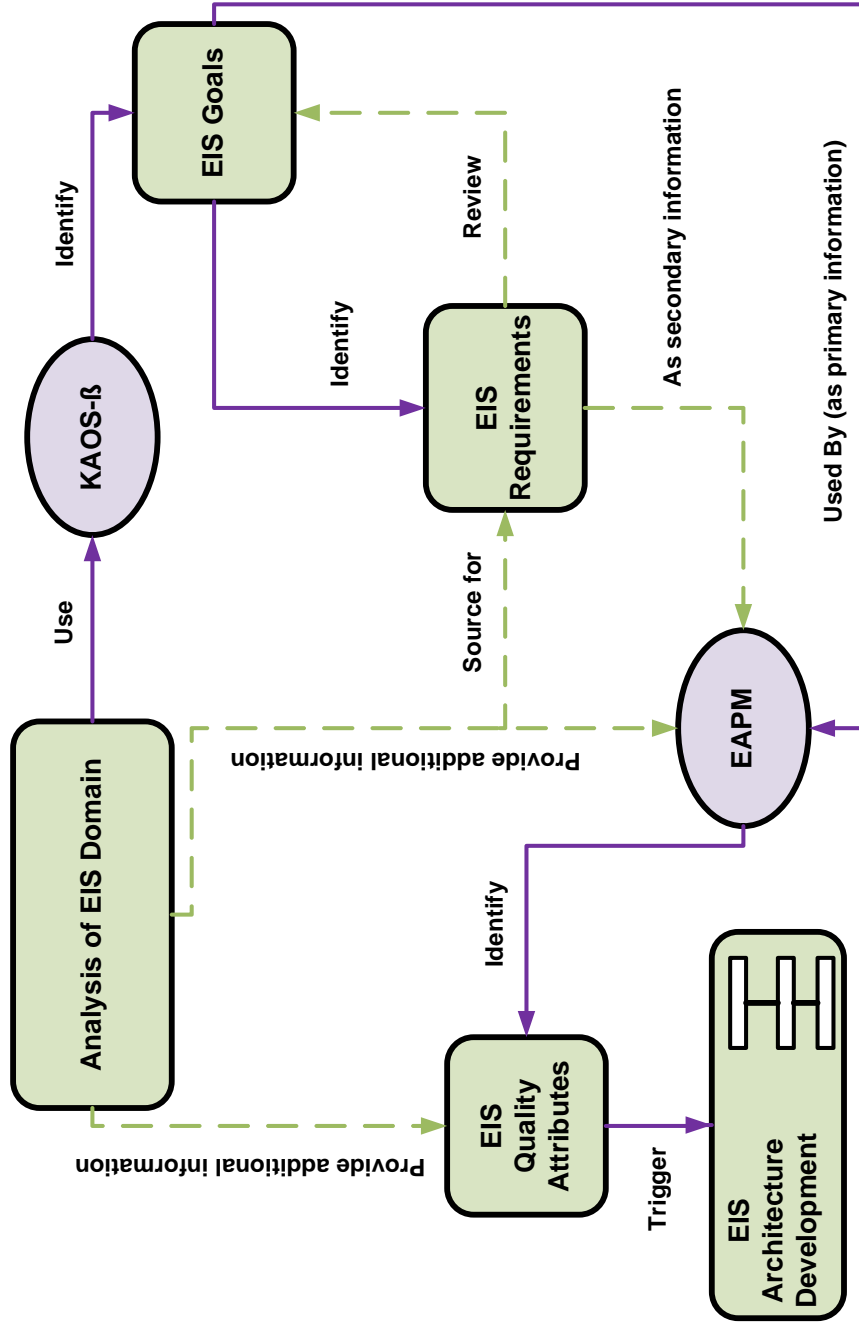 Analysis of EIS Domain
Use
KAOS-ß
Identify
EIS Goals
Provide additional information
Provide additional information
Source for
Identify
Review
EIS
Requirements
EIS
Quality
Attributes
Identify
As secondary information
Trigger
EAPM
Used By (as primary information)
EIS
Architecture
Development